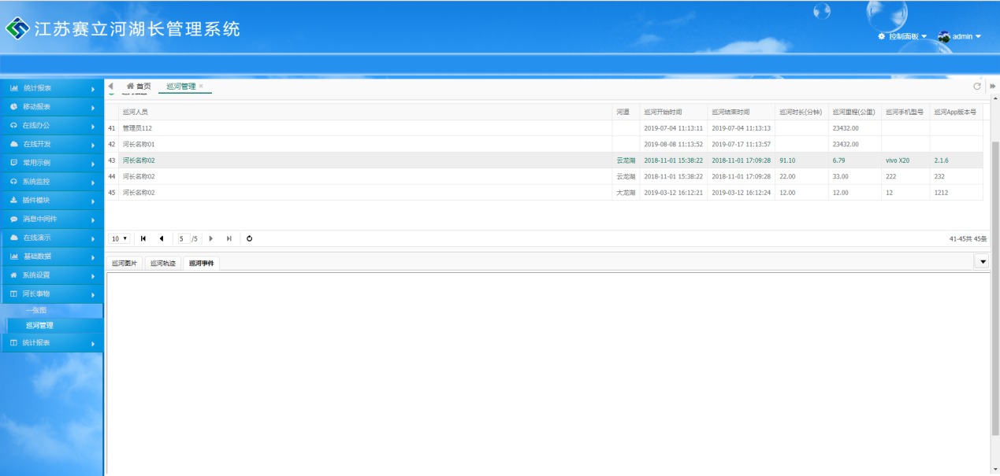 江苏赛立河湖长管理系统
控制面板 admin
统计报表
移动报表
在线办公
在线开发
常用示例
系统监控
插件模块
消息中间件
在线演示
基础数据
系统设置
河长事物
一张图
巡河管理
统计报表
首页 巡河管理
巡河人员 河道 巡河开始时间 巡河结束时间 巡河时长(分钟) 巡河里程(公里) 巡河手机型号 巡河App版本号
41 管理员112 2019-07-04 11:13:11 2019-07-04 11:13:13 23432.00
42 河长名称01 2019-08-08 11:13:52 2019-07-17 11:13:57 23432.00
43 河长名称02 云龙湖 2018-11-01 15:38:22 2018-11-01 17:09:28 91.10 6.79 vivo X20 2.1.6
44 河长名称02 云龙湖 2018-11-01 15:38:22 2018-11-01 17:09:28 22.00 33.00 222 232
45 河长名称02 大龙湖 2019-03-12 16:12:21 2019-03-12 16:12:24 12.00 12.00 12 1212
10 5 /5 41-45共 45条
巡河图片 巡河轨迹 巡河事件